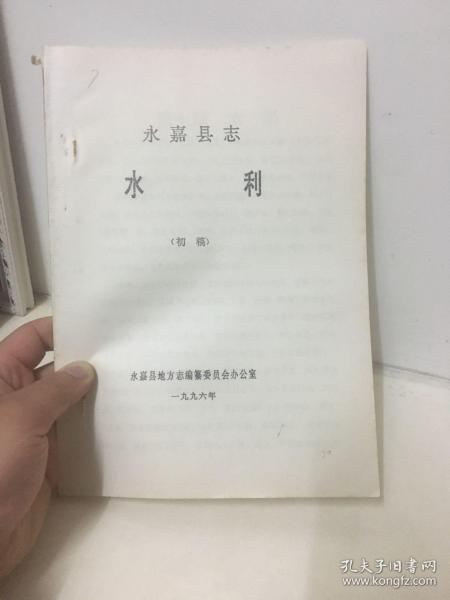 永嘉县志
水 利
（初 稿）
永嘉县地方志编纂委员会办公室
一九九六年
孔夫子旧书网
www.kongfz.com